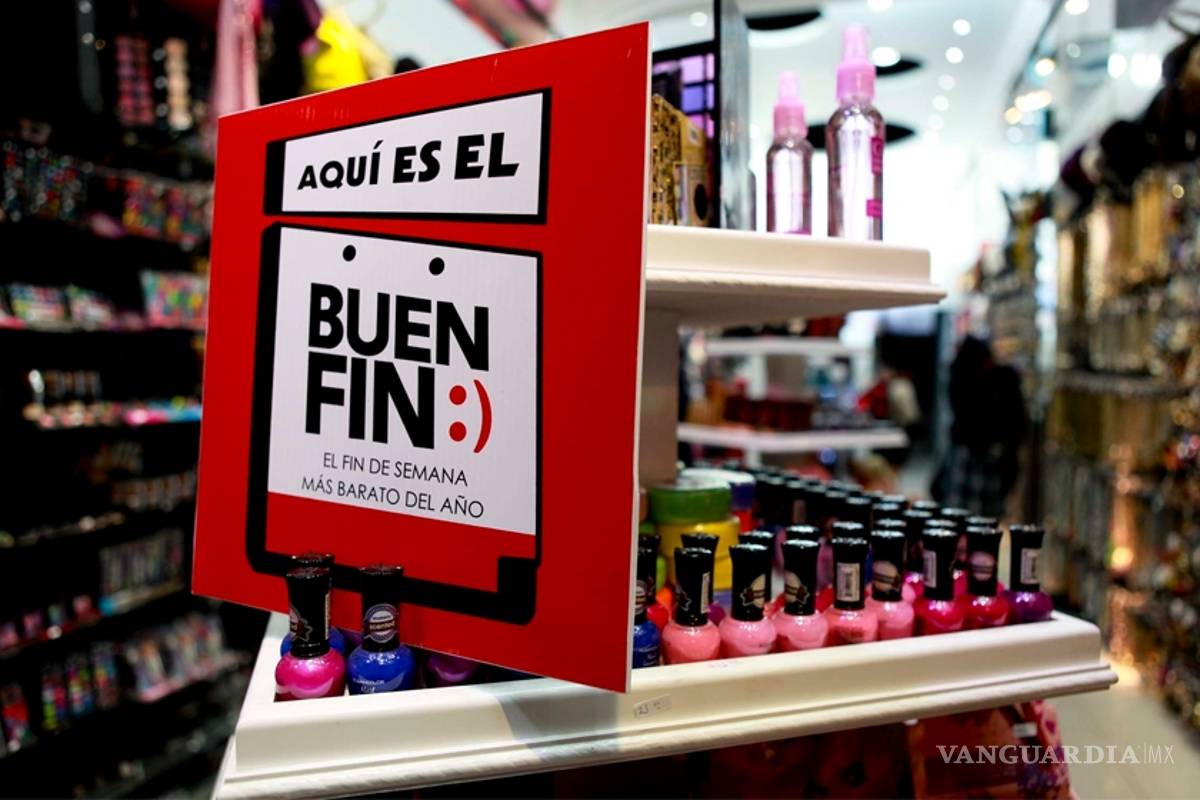 AQUÍ ES EL
BUEN
FIN:)
EL FIN DE SEMANA
MÁS BARATO DEL AÑO
VANGUARDIA|MX